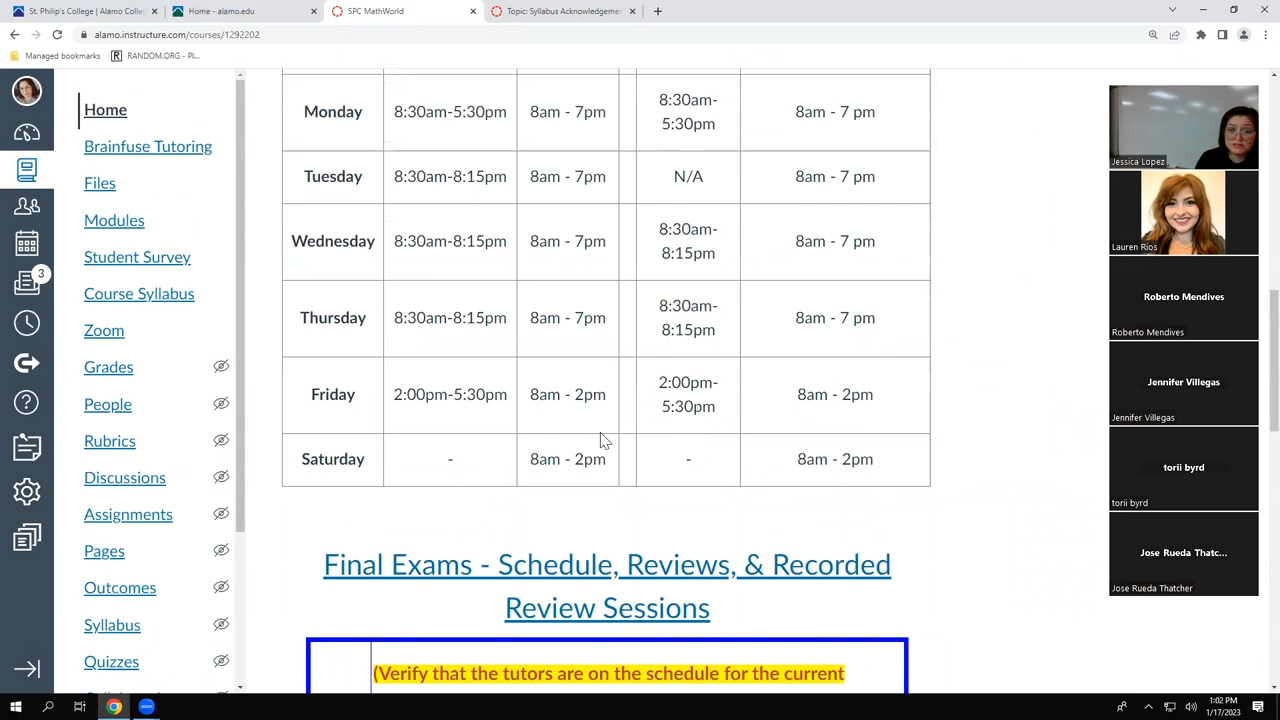 St. Philip's College | Alamo Colle
Home - alamo.edu
SPC MathWorld
Topic: Syllabus Acknowledgemen
alamo.instructure.com/courses/1292202
Managed bookmarks
RANDOM.ORG - Pl...
Home
Brainfuse Tutoring
Files
Modules
Student Survey
Course Syllabus
Zoom
Grades
People
Rubrics
Discussions
Assignments
Pages
Outcomes
Syllabus
Quizzes
3
Monday 8:30am-5:30pm 8am - 7pm 8:30am-5:30pm 8am - 7 pm
Tuesday 8:30am-8:15pm 8am - 7pm N/A 8am - 7 pm
Wednesday 8:30am-8:15pm 8am - 7pm 8:30am-8:15pm 8am - 7 pm
Thursday 8:30am-8:15pm 8am - 7pm 8:30am-8:15pm 8am - 7 pm
Friday 2:00pm-5:30pm 8am - 2pm 2:00pm-5:30pm 8am - 2pm
Saturday - 8am - 2pm - 8am - 2pm
Final Exams - Schedule, Reviews, & Recorded
Review Sessions
(Verify that the tutors are on the schedule for the current
Jessica Lopez
Lauren Rios
Roberto Mendives
Roberto Mendives
Jennifer Villegas
Jennifer Villegas
torii byrd
torii byrd
Jose Rueda Thatc...
Jose Rueda Thatcher
zoom
1:02 PM
1/17/2023